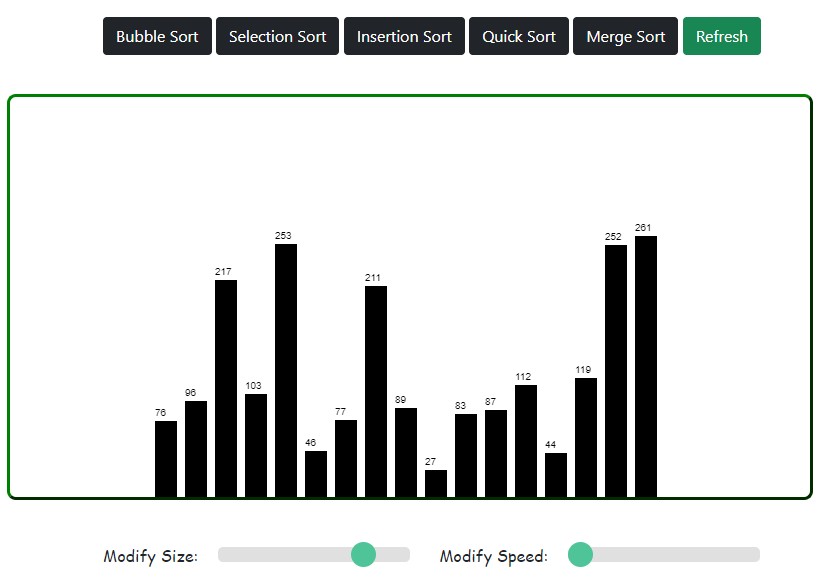 Bubble Sort Selection Sort Insertion Sort Quick Sort Merge Sort Refresh
76 96 217 103 253 46 77 211 89 27 83 87 112 44 119 252 261
Modify Size: Modify Speed: